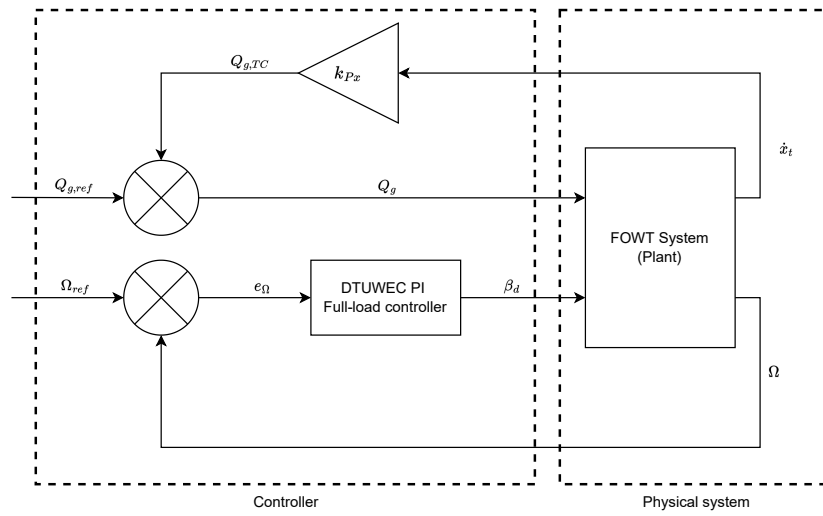 Q_{g,TC}
k_{Px}
ẋ_t
Q_{g,ref}
Q_g
FOWT System
(Plant)
Ω_{ref}
e_Ω
DTUWEC PI
Full-load controller
β_d
Ω
Controller
Physical system